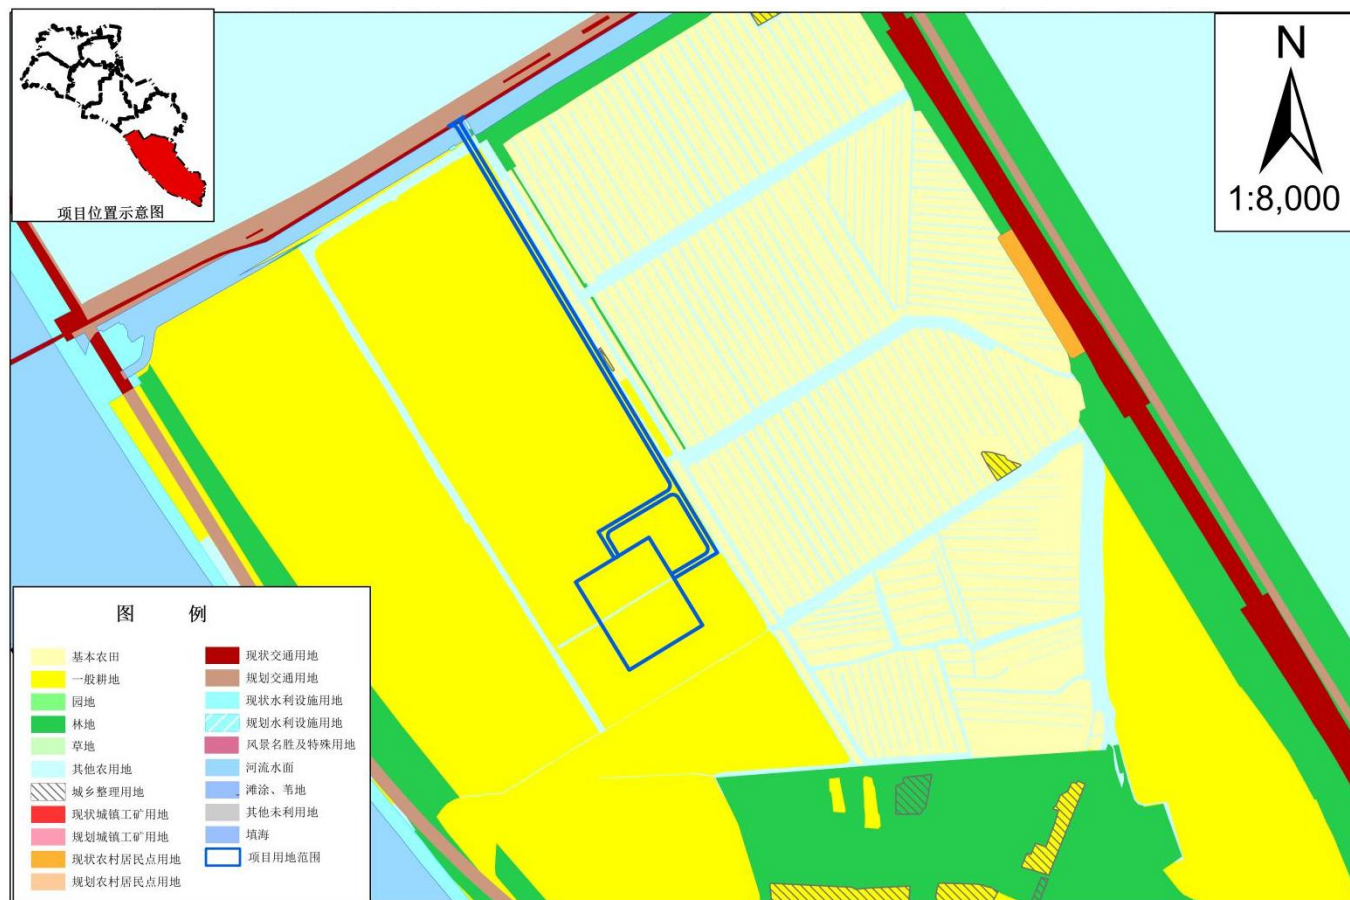 项目位置示意图
N
1:8,000
图 例
基本农田
一般耕地
园地
林地
草地
其他农用地
城乡整理用地
现状城镇工矿用地
规划城镇工矿用地
现状农村居民点用地
规划农村居民点用地
现状交通用地
规划交通用地
现状水利设施用地
规划水利设施用地
风景名胜及特殊用地
河流水面
滩涂、苇地
其他未利用地
填海
项目用地范围